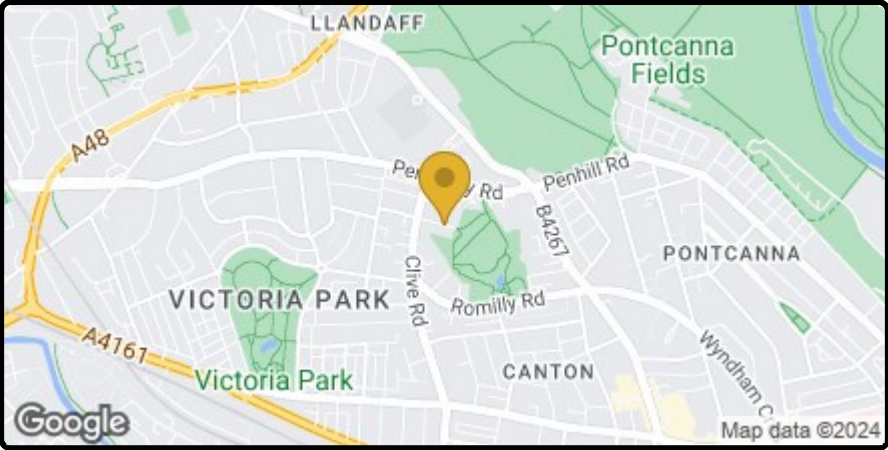 LLANDAFF
Pontcanna
Fields
A48
Penhill Rd
Rd
B4267
PONTCANNA
Clive Rd
VICTORIA PARK
Romilly Rd
A4161
Wyndham
CANTON
Victoria Park
Google
Map data ©2024